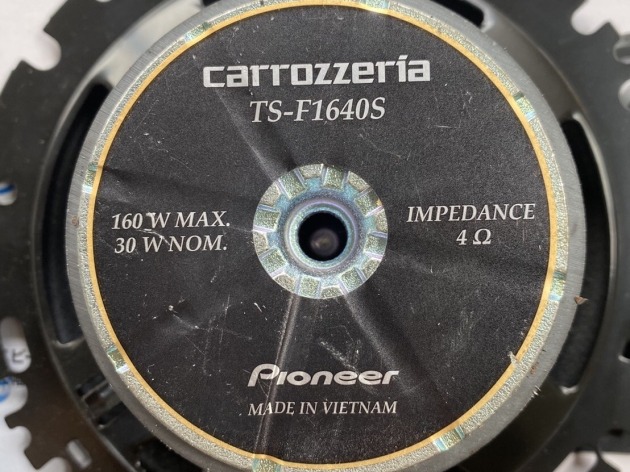 carrozzeria
TS-F1640S
160 W MAX.
30 W NOM.
IMPEDANCE
4 Ω
Pioneer
MADE IN VIETNAM